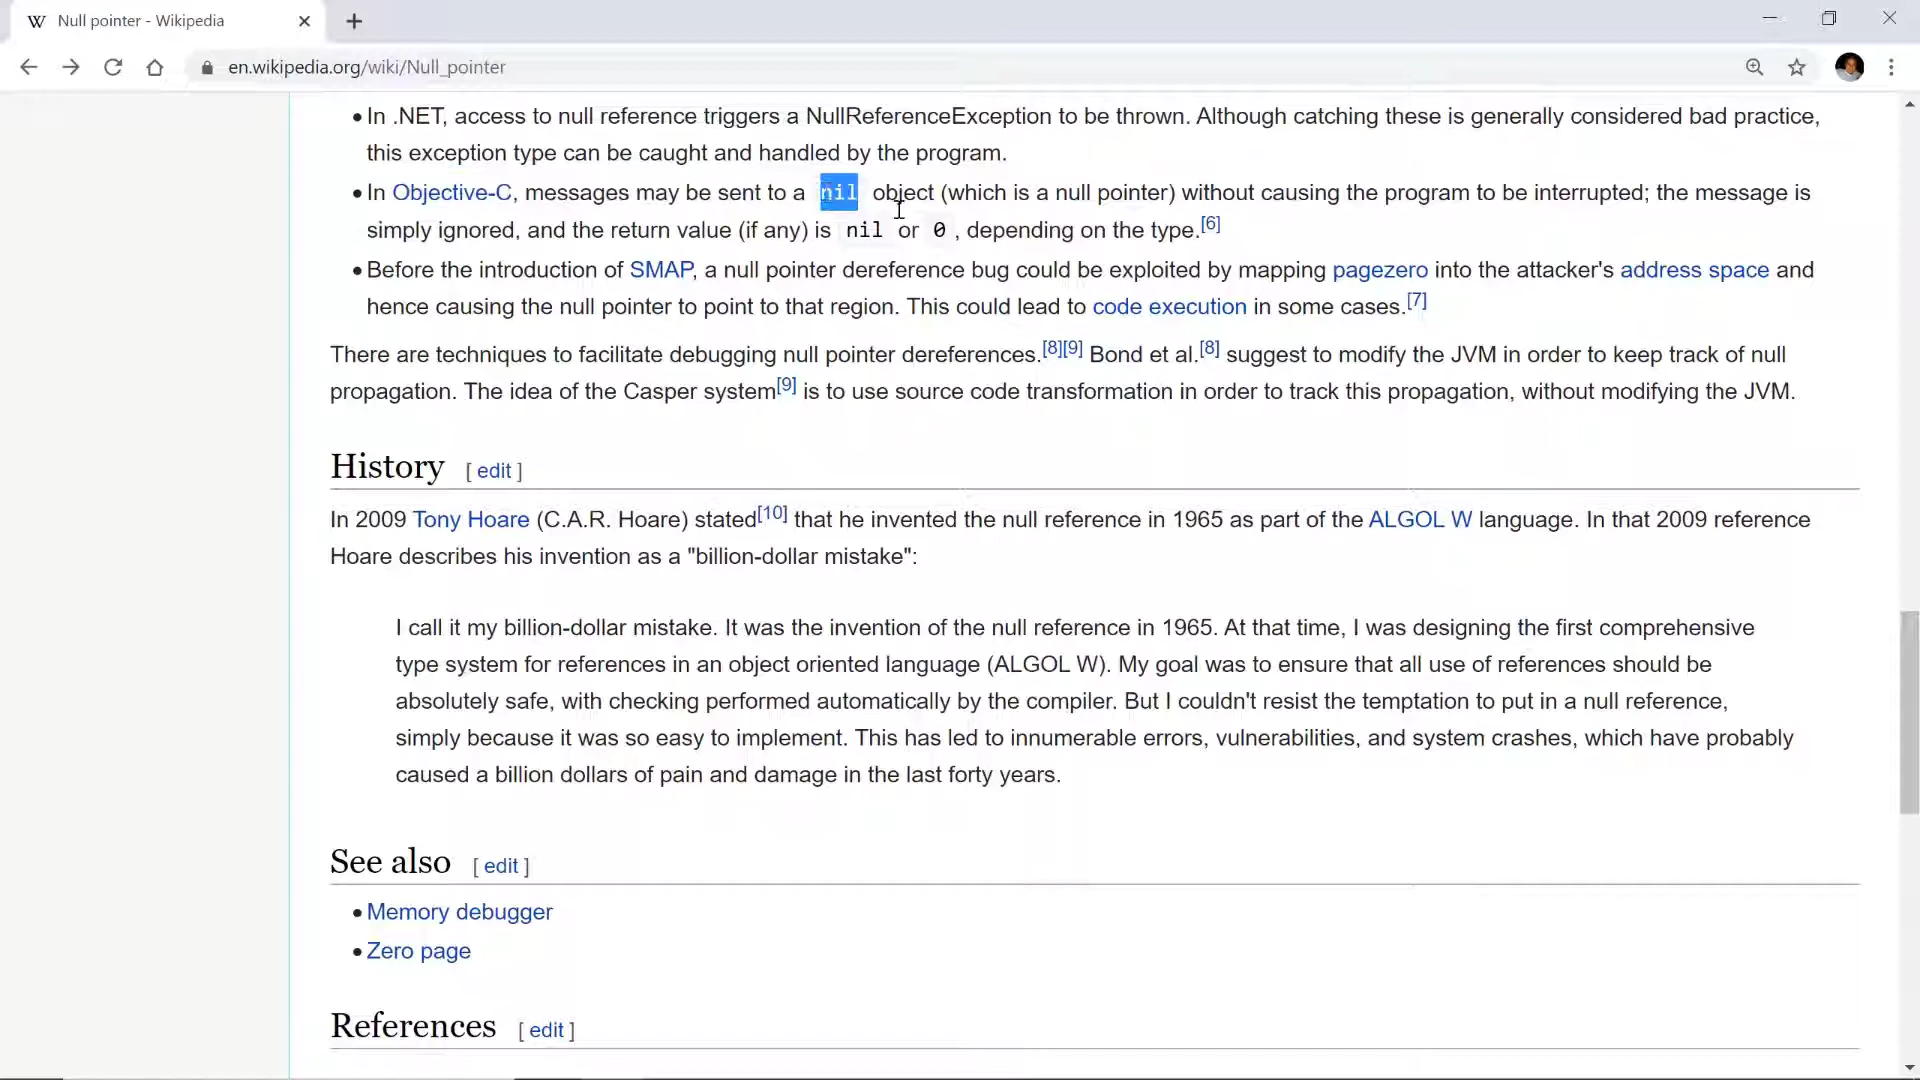 Null pointer - Wikipedia
en.wikipedia.org/wiki/Null_pointer
• In .NET, access to null reference triggers a NullReferenceException to be thrown. Although catching these is generally considered bad practice,
this exception type can be caught and handled by the program.
• In Objective-C, messages may be sent to a nil object (which is a null pointer) without causing the program to be interrupted; the message is
simply ignored, and the return value (if any) is nil or 0, depending on the type.[6]
• Before the introduction of SMAP, a null pointer dereference bug could be exploited by mapping pagezero into the attacker's address space and
hence causing the null pointer to point to that region. This could lead to code execution in some cases.[7]
There are techniques to facilitate debugging null pointer dereferences.[8][9] Bond et al.[8] suggest to modify the JVM in order to keep track of null
propagation. The idea of the Casper system[9] is to use source code transformation in order to track this propagation, without modifying the JVM.
History [ edit ]
In 2009 Tony Hoare (C.A.R. Hoare) stated[10] that he invented the null reference in 1965 as part of the ALGOL W language. In that 2009 reference
Hoare describes his invention as a "billion-dollar mistake":
I call it my billion-dollar mistake. It was the invention of the null reference in 1965. At that time, I was designing the first comprehensive
type system for references in an object oriented language (ALGOL W). My goal was to ensure that all use of references should be
absolutely safe, with checking performed automatically by the compiler. But I couldn't resist the temptation to put in a null reference,
simply because it was so easy to implement. This has led to innumerable errors, vulnerabilities, and system crashes, which have probably
caused a billion dollars of pain and damage in the last forty years.
See also [ edit ]
• Memory debugger
• Zero page
References [ edit ]